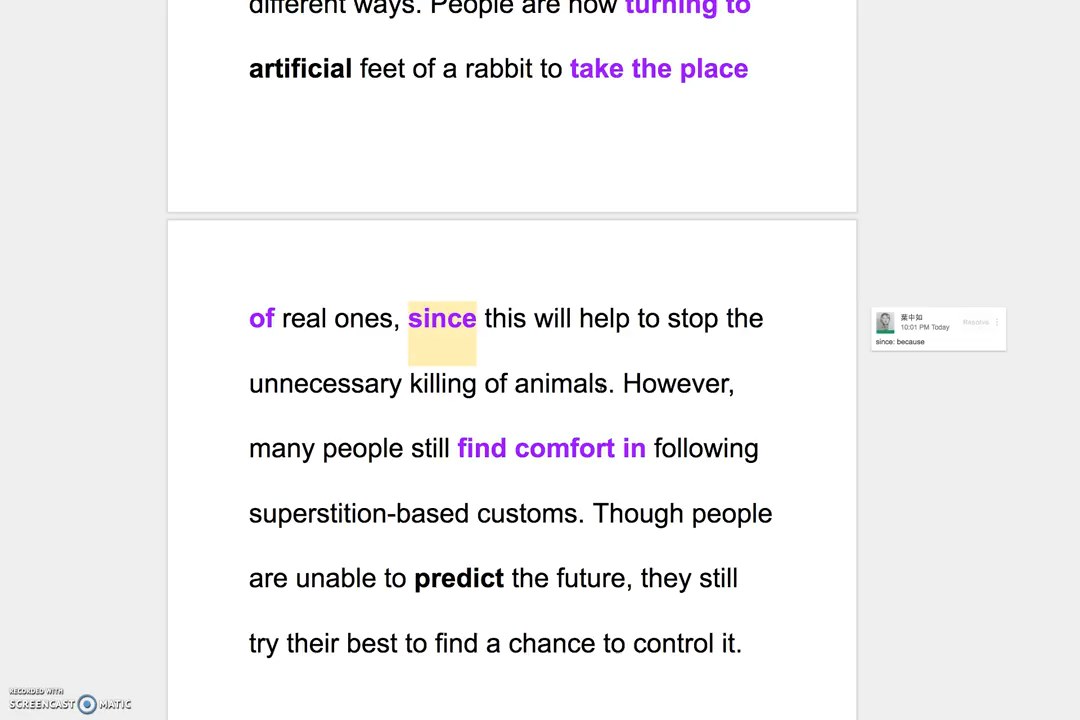 different ways. People are now turning to
artificial feet of a rabbit to take the place
of real ones, since this will help to stop the
unnecessary killing of animals. However,
many people still find comfort in following
superstition-based customs. Though people
are unable to predict the future, they still
try their best to find a chance to control it.
葉中如
10:01 PM Today
Resolve
since: because
RECORDED WITH
SCREENCAST MATIC